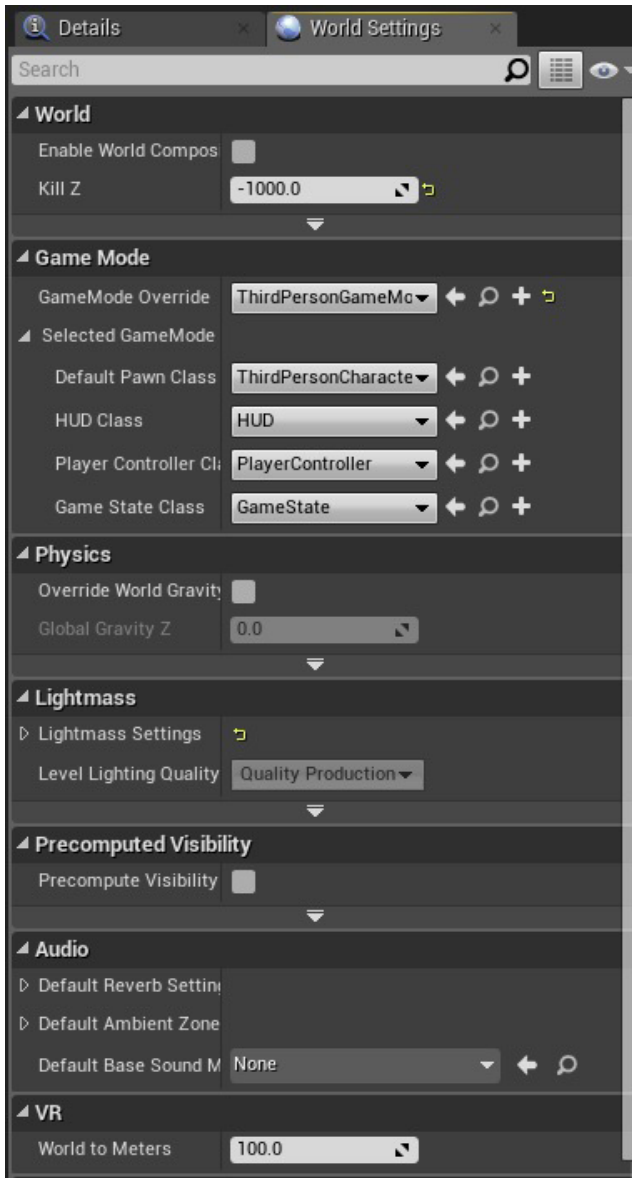 Details
World Settings
Search
World
Enable World Compos
Kill Z
-1000.0
Game Mode
GameMode Override
ThirdPersonGameMo
Selected GameMode
Default Pawn Class
ThirdPersonCharacte
HUD Class
HUD
Player Controller Cla
PlayerController
Game State Class
GameState
Physics
Override World Gravity
Global Gravity Z
0.0
Lightmass
Lightmass Settings
Level Lighting Quality
Quality Production
Precomputed Visibility
Precompute Visibility
Audio
Default Reverb Setting
Default Ambient Zone
Default Base Sound M
None
VR
World to Meters
100.0